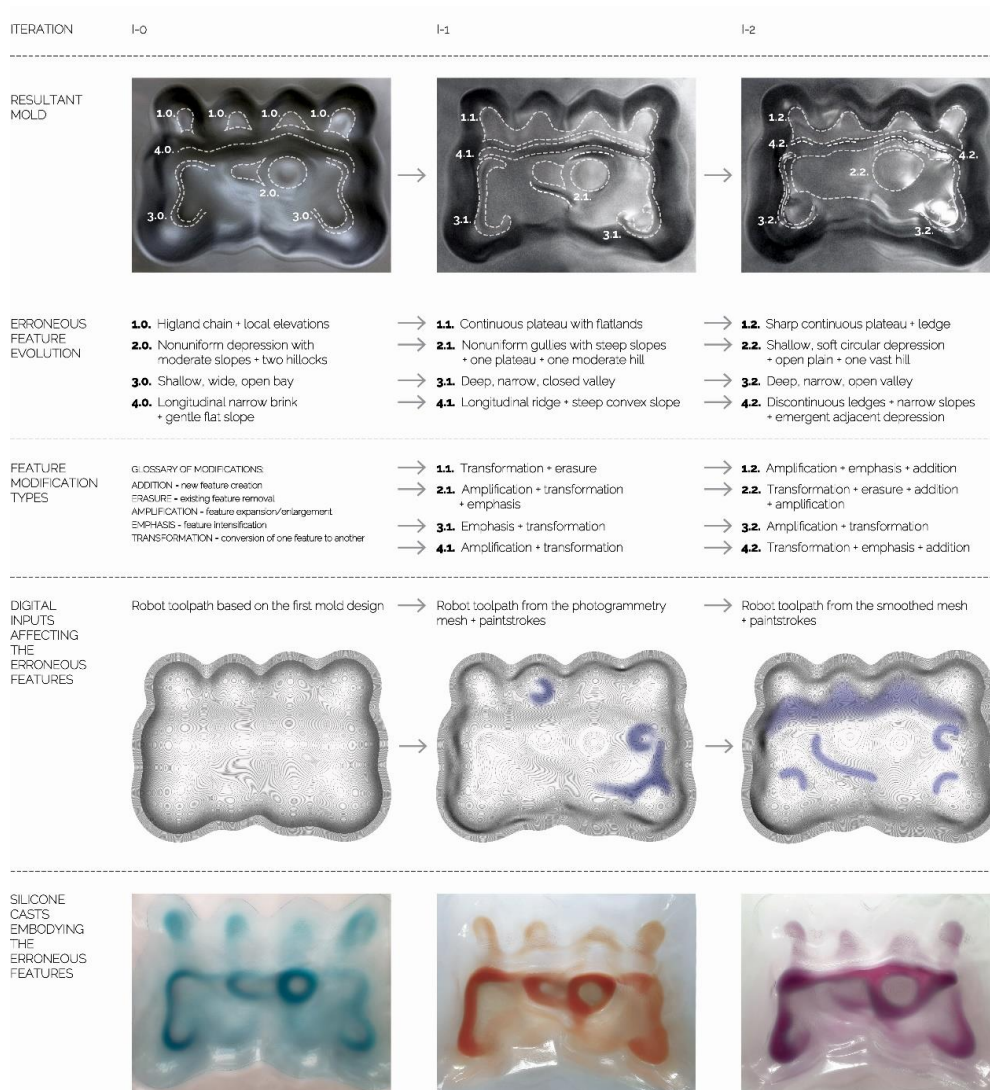 ITERATION
I-0
I-1
I-2
RESULTANT
MOLD
1.0. 1.0. 1.0. 1.0.
4.0.
2.0.
3.0. 3.0.
1.1.
4.1.
2.1.
3.1.
3.1.
1.2.
4.2.
4.2.
2.2.
3.2.
3.2.
ERRONEOUS
FEATURE
EVOLUTION
1.0. Higland chain + local elevations
2.0. Nonuniform depression with
moderate slopes + two hillocks
3.0. Shallow, wide, open bay
4.0. Longitudinal narrow brink
+ gentle flat slope
1.1. Continuous plateau with flatlands
2.1. Nonuniform gullies with steep slopes
+ one plateau + one moderate hill
3.1. Deep, narrow, closed valley
4.1. Longitudinal ridge + steep convex slope
1.2. Sharp continuous plateau + ledge
2.2. Shallow, soft circular depression
+ open plain + one vast hill
3.2. Deep, narrow, open valley
4.2. Discontinuous ledges + narrow slopes
+ emergent adjacent depression
FEATURE
MODIFICATION
TYPES
GLOSSARY OF MODIFICATIONS:
ADDITION - new feature creation
ERASURE - existing feature removal
AMPLIFICATION - feature expansion/enlargement
EMPHASIS - feature intensification
TRANSFORMATION - conversion of one feature to another
1.1. Transformation + erasure
2.1. Amplification + transformation
+ emphasis
3.1. Emphasis + transformation
4.1. Amplification + transformation
1.2. Amplification + emphasis + addition
2.2. Transformation + erasure + addition
+ amplification
3.2. Amplification + transformation
4.2. Transformation + emphasis + addition
DIGITAL
INPUTS
AFFECTING
THE
ERRONEOUS
FEATURES
Robot toolpath based on the first mold design
Robot toolpath from the photogrammetry
mesh + paintstrokes
Robot toolpath from the smoothed mesh
+ paintstrokes
SILICONE
CASTS
EMBODYING
THE
ERRONEOUS
FEATURES